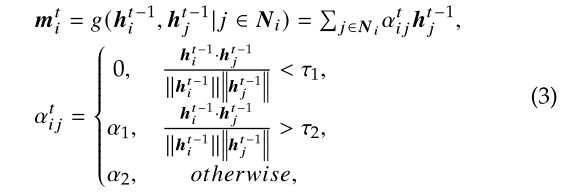 m_i^t = g(h_i^{t-1}, h_j^{t-1} | j ∈ N_i) = ∑_{j∈N_i} α_{ij}^t h_j^{t-1},
α_{ij}^t = { 0, (h_i^{t-1} · h_j^{t-1}) / (‖h_i^{t-1}‖ ‖h_j^{t-1}‖) < τ_1,
α_1, (h_i^{t-1} · h_j^{t-1}) / (‖h_i^{t-1}‖ ‖h_j^{t-1}‖) > τ_2,
α_2, otherwise,
(3)